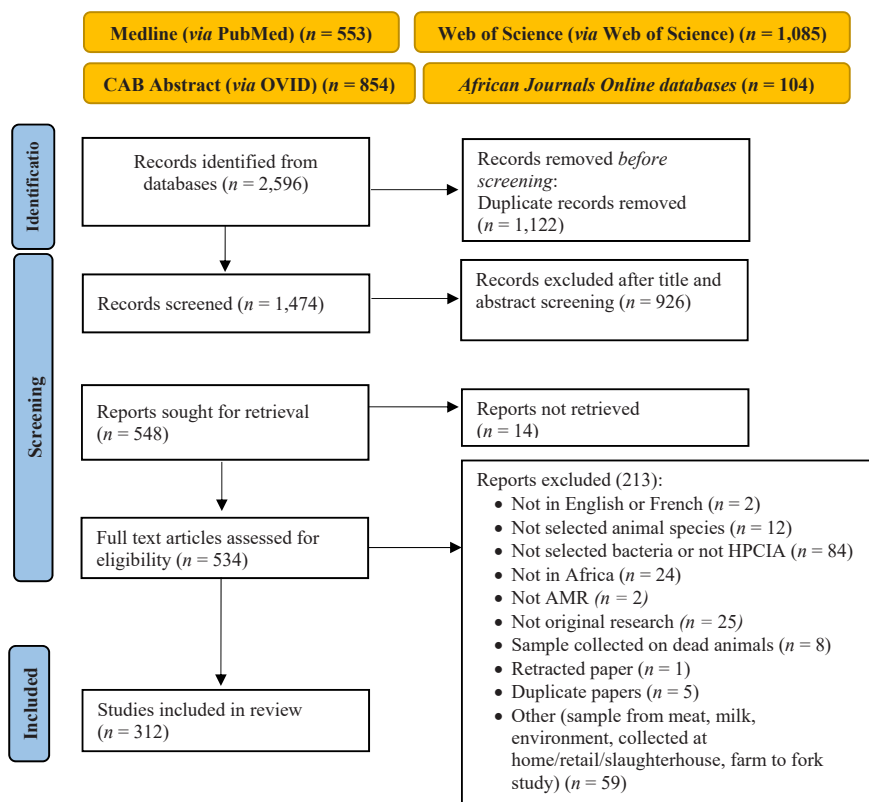 Medline (via PubMed) (n = 553)
Web of Science (via Web of Science) (n = 1,085)
CAB Abstract (via OVID) (n = 854)
African Journals Online databases (n = 104)
Identificatio
Records identified from
databases (n = 2,596)
Records removed before
screening:
Duplicate records removed
(n = 1,122)
Screening
Records screened (n = 1,474)
Records excluded after title and
abstract screening (n = 926)
Reports sought for retrieval
(n = 548)
Reports not retrieved
(n = 14)
Full text articles assessed for
eligibility (n = 534)
Reports excluded (213):
• Not in English or French (n = 2)
• Not selected animal species (n = 12)
• Not selected bacteria or not HPCIA (n = 84)
• Not in Africa (n = 24)
• Not AMR (n = 2)
• Not original research (n = 25)
• Sample collected on dead animals (n = 8)
• Retracted paper (n = 1)
• Duplicate papers (n = 5)
• Other (sample from meat, milk,
environment, collected at
home/retail/slaughterhouse, farm to fork
study) (n = 59)
Included
Studies included in review
(n = 312)